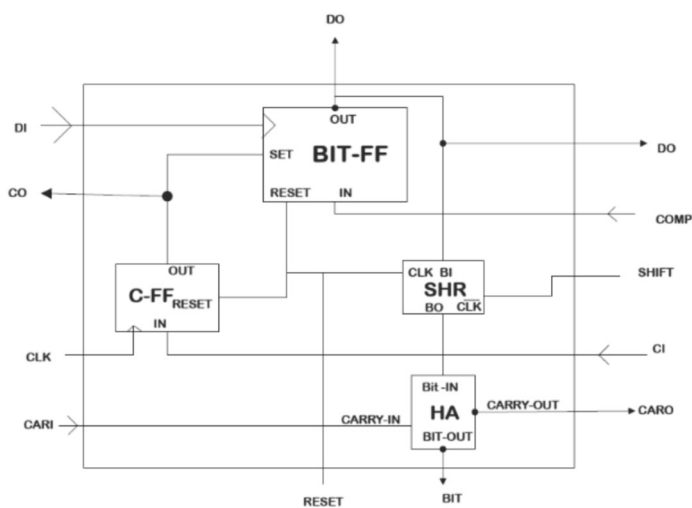 DO
OUT
DI
BIT-FF
SET
DO
CO
RESET IN
COMP
OUT
CLK BI
SHIFT
C-FF
RESET
SHR
BO CLK
IN
CLK
CI
Bit-IN
CARRY-OUT
CARO
HA
CARI
CARRY-IN
BIT-OUT
RESET
BIT